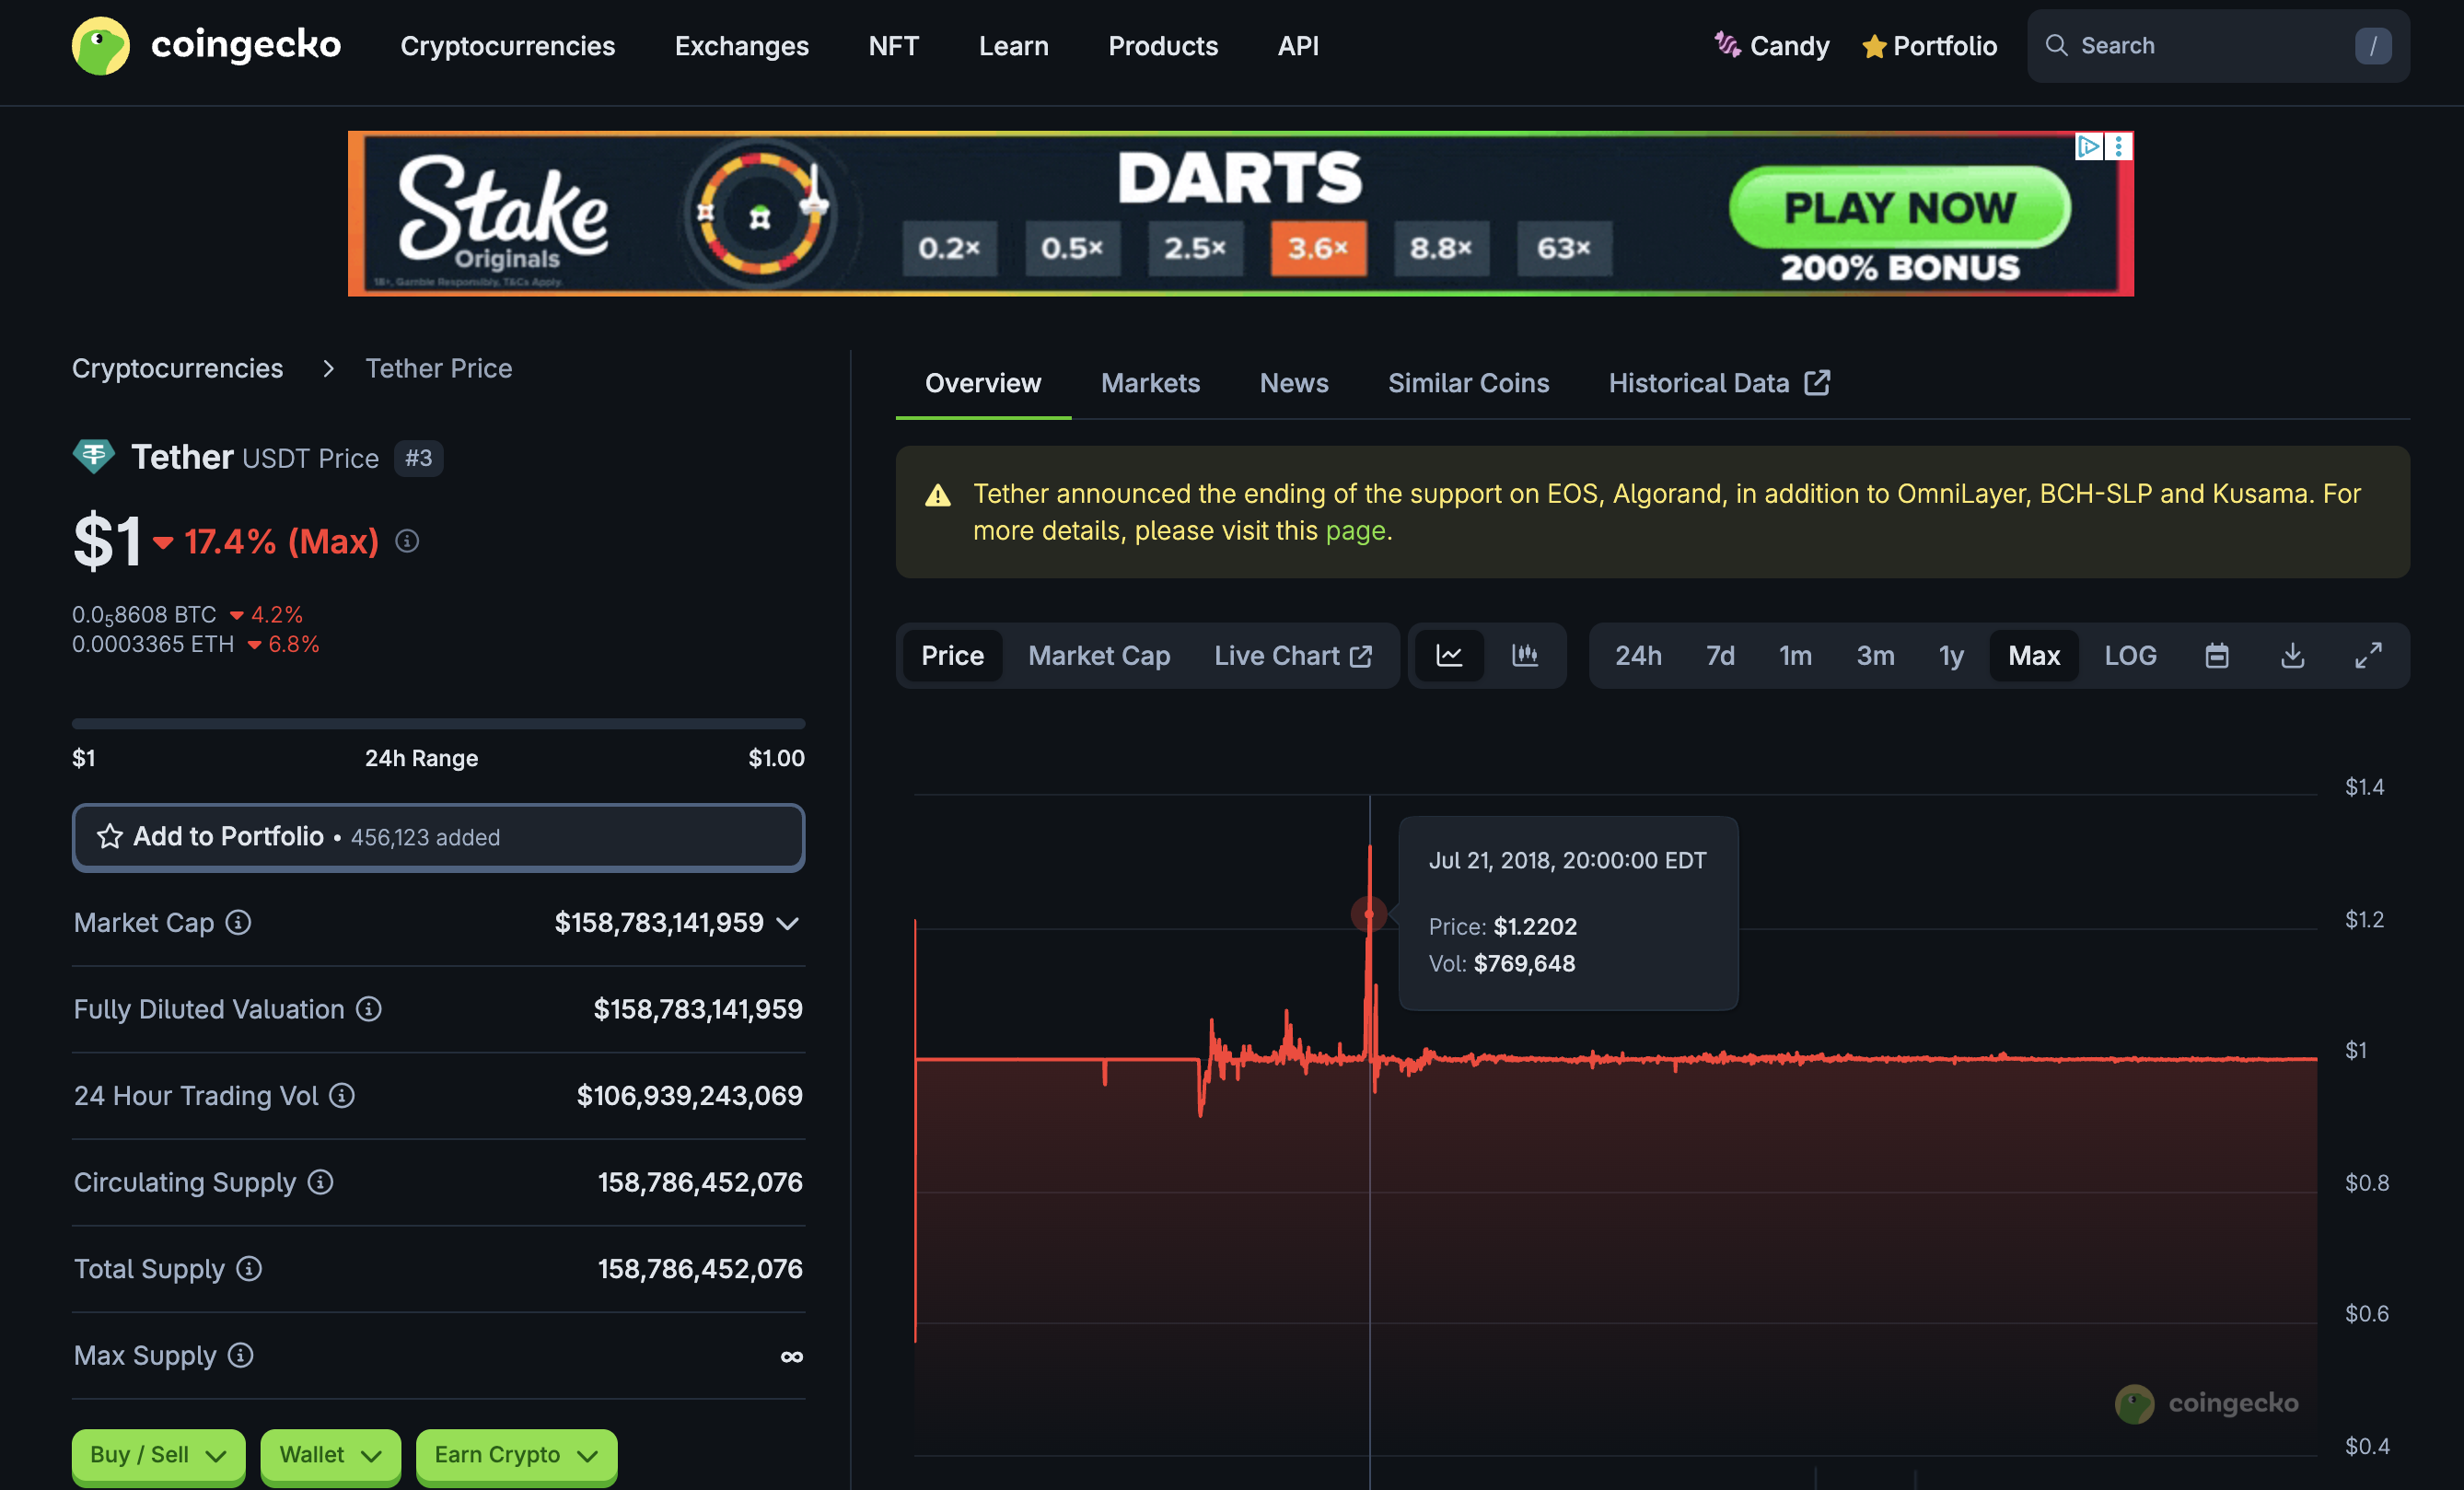 coingecko
Cryptocurrencies
Exchanges
NFT
Learn
Products
API
Candy
Portfolio
Search
/
Stake
Originals
18+, Gamble Responsibly, T&Cs Apply.
DARTS
0.2×
0.5×
2.5×
3.6×
8.8×
63×
PLAY NOW
200% BONUS
Cryptocurrencies > Tether Price
Tether USDT Price #3
$1 17.4% (Max)
0.0₅8608 BTC 4.2%
0.0003365 ETH 6.8%
$1 24h Range $1.00
Add to Portfolio • 456,123 added
Market Cap $158,783,141,959
Fully Diluted Valuation $158,783,141,959
24 Hour Trading Vol $106,939,243,069
Circulating Supply 158,786,452,076
Total Supply 158,786,452,076
Max Supply ∞
Buy / Sell
Wallet
Earn Crypto
Overview
Markets
News
Similar Coins
Historical Data
Tether announced the ending of the support on EOS, Algorand, in addition to OmniLayer, BCH-SLP and Kusama. For
more details, please visit this page.
Price
Market Cap
Live Chart
24h
7d
1m
3m
1y
Max
LOG
$1.4
Jul 21, 2018, 20:00:00 EDT
Price: $1.2202
Vol: $769,648
$1.2
$1
$0.8
$0.6
coingecko
$0.4